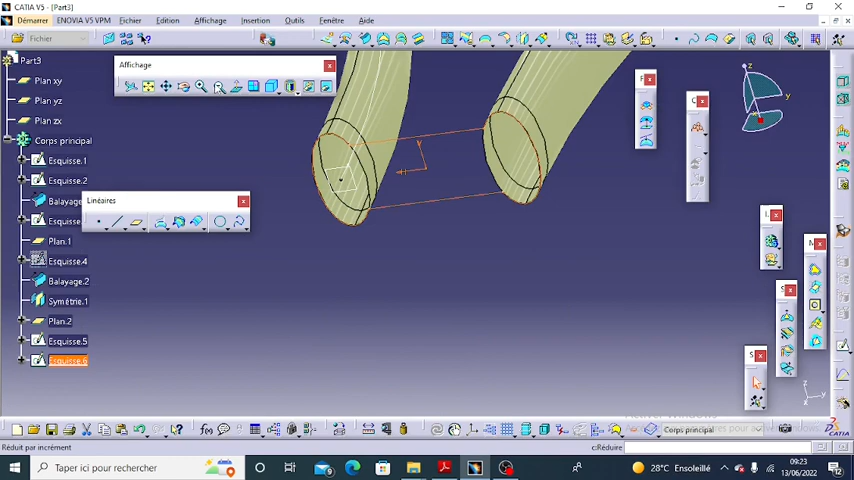 CATIA V5 - [Part3]
Démarrer
ENOVIA V5 VPM
Fichier
Edition
Affichage
Insertion
Outils
Fenêtre
Aide
Fichier
Part3
Plan xy
Plan yz
Plan zx
Corps principal
Esquisse.1
Esquisse.2
Balayage
Esquisse.
Plan.1
Esquisse.4
Balayage.2
Symétrie.1
Plan.2
Esquisse.5
Esquisse.6
Affichage
Linéaires
F
C
I.
M
S
S
z
y
z
y
Corps principal
CATIA
Réduit par incrément
c:Réduire
Taper ici pour rechercher
28°C Ensoleillé
09:23
13/06/2022